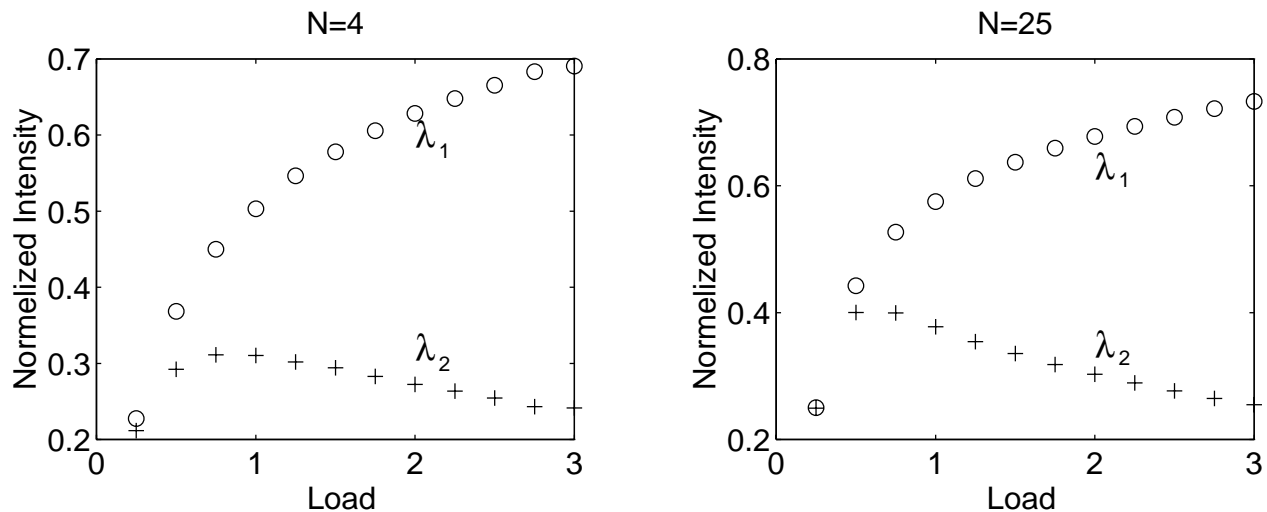 N=4
Normelized Intensity
0.7
0.6
0.5
0.4
0.3
0.2
0
1
2
3
Load
λ1
λ2
N=25
Normelized Intensity
0.8
0.6
0.4
0.2
0
1
2
3
Load
λ1
λ2